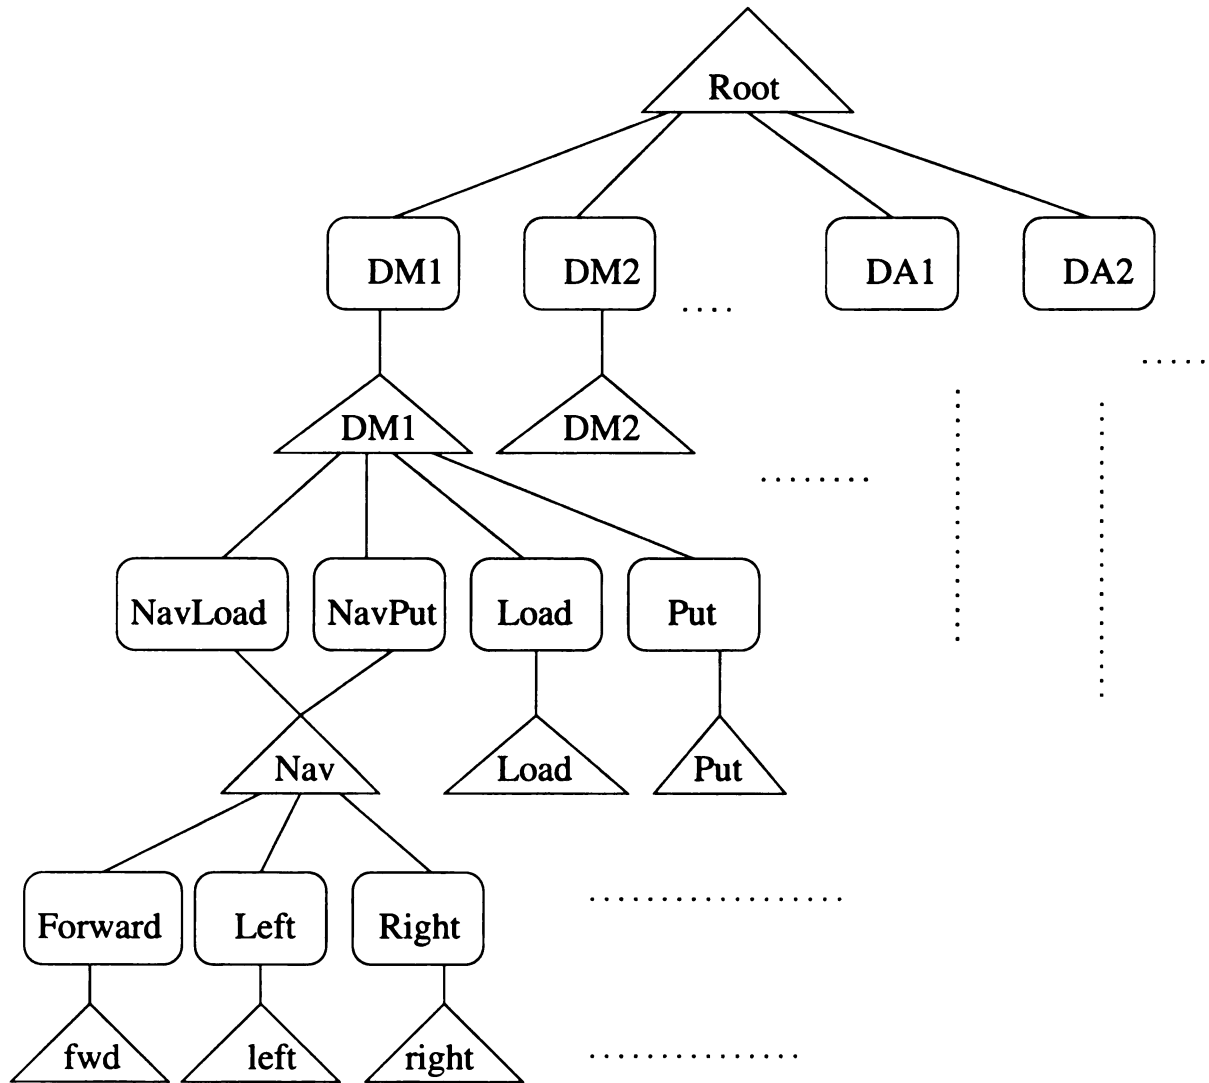 Root
DM1 DM2 DA1 DA2
DM1 DM2
NavLoad NavPut Load Put
Nav Load Put
Forward Left Right
fwd left right